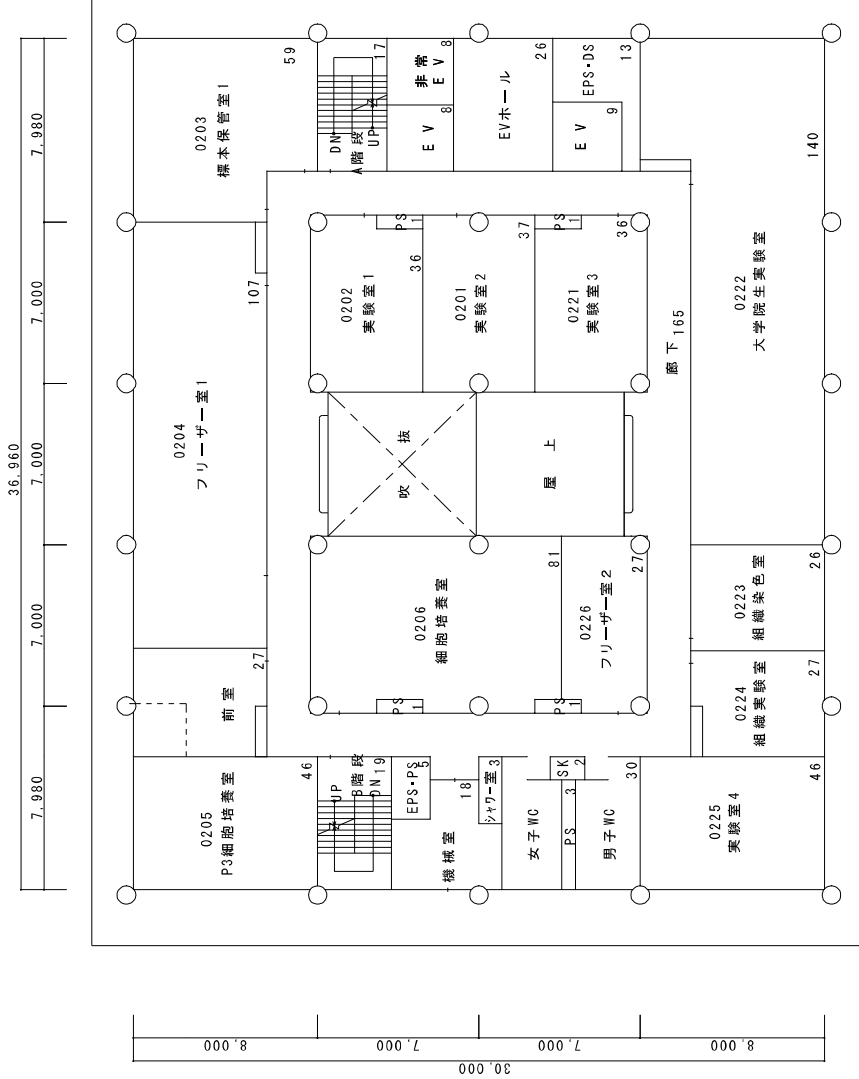 36,960
7,980
7,000
7,000
7,000
7,980
0205
P3細胞培養室
46
前室
27
0204
フリーザー室1
107
0203
標本保管室1
59
UP
B階段
DN
19
EPS・PS
5
機械室
18
シャワー室
3
女子WC
SK
2
PS
3
男子WC
30
0225
実験室4
46
PS
1
PS
1
0206
細胞培養室
81
0226
フリーザー室2
27
吹抜
屋上
0202
実験室1
36
0201
実験室2
37
0221
実験室3
36
PS
1
PS
1
DN
A階段
UP
17
非常
EV
8
EV
8
EVホール
26
EPS・DS
13
EV
9
廊下
165
0224
組織実験室
27
0223
組織染色室
26
0222
大学院生実験室
140
8,000
7,000
7,000
8,000
30,000